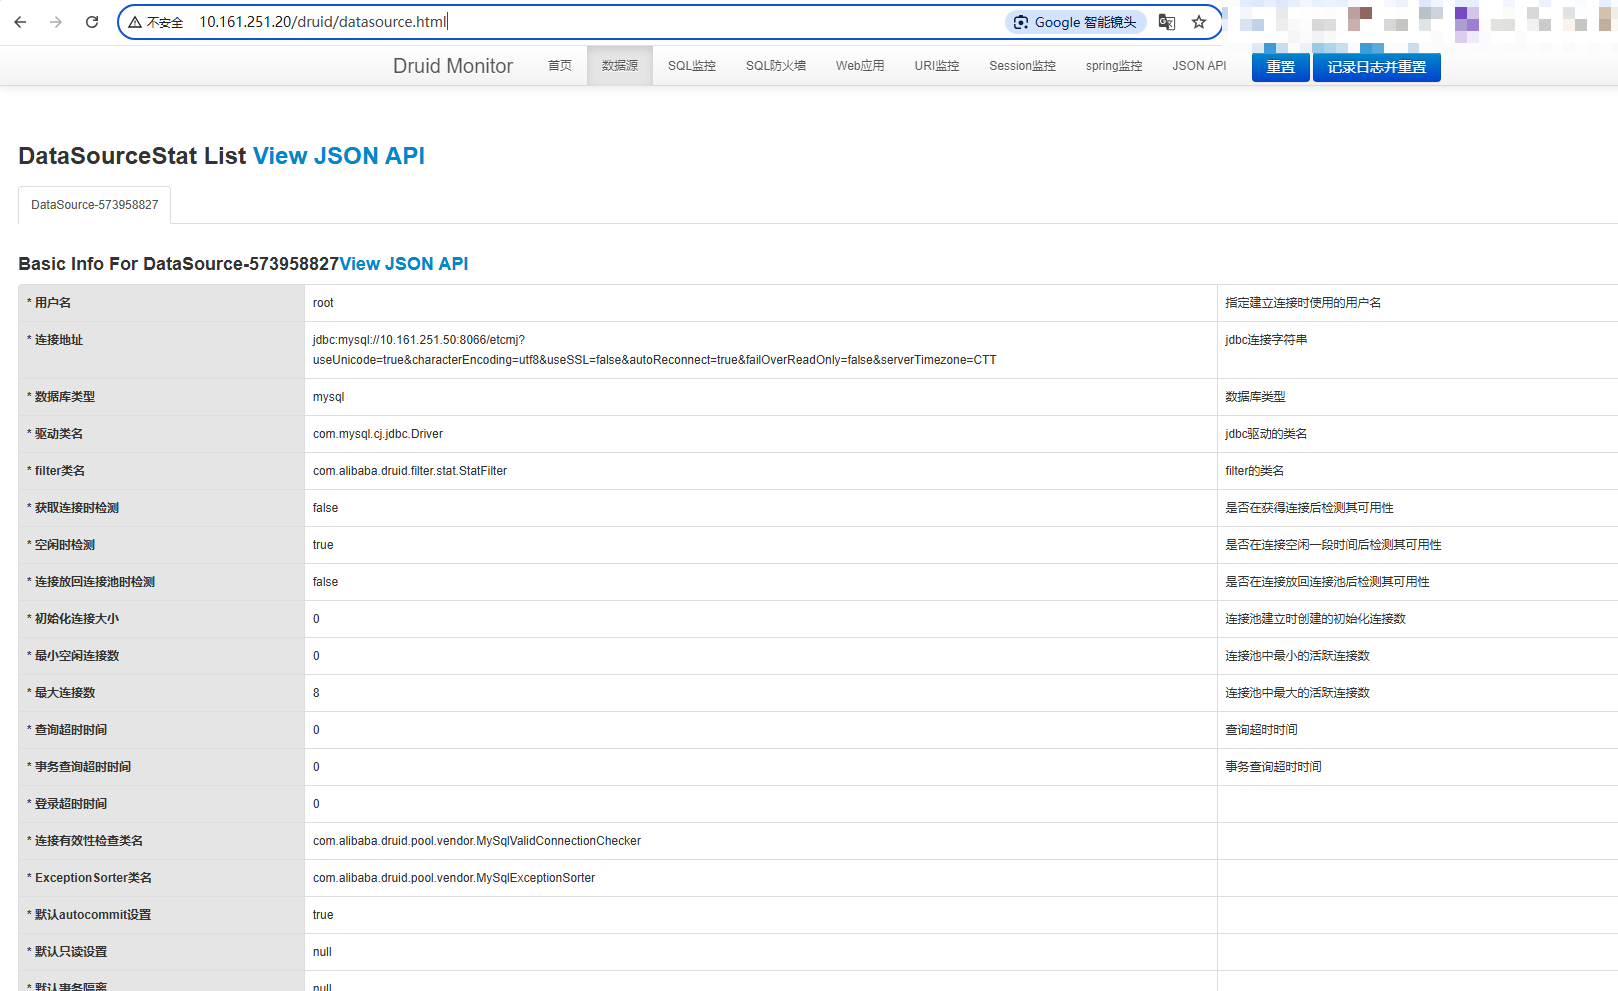 不安全 10.161.251.20/druid/datasource.html Google 智能镜头
Druid Monitor 首页 数据源 SQL监控 SQL防火墙 Web应用 URI监控 Session监控 spring监控 JSON API 重置 记录日志并重置
DataSourceStat List View JSON API
DataSource-573958827
Basic Info For DataSource-573958827View JSON API
* 用户名 root 指定建立连接时使用的用户名
* 连接地址 jdbc:mysql://10.161.251.50:8066/etcmj? jdbc连接字符串
useUnicode=true&characterEncoding=utf8&useSSL=false&autoReconnect=true&failOverReadOnly=false&serverTimezone=CTT
* 数据库类型 mysql 数据库类型
* 驱动类名 com.mysql.cj.jdbc.Driver jdbc驱动的类名
* filter类名 com.alibaba.druid.filter.stat.StatFilter filter的类名
* 获取连接时检测 false 是否在获得连接后检测其可用性
* 空闲时检测 true 是否在连接空闲一段时间后检测其可用性
* 连接放回连接池时检测 false 是否在连接放回连接池后检测其可用性
* 初始化连接大小 0 连接池建立时创建的初始化连接数
* 最小空闲连接数 0 连接池中最小的活跃连接数
* 最大连接数 8 连接池中最大的活跃连接数
* 查询超时时间 0 查询超时时间
* 事务查询超时时间 0 事务查询超时时间
* 登录超时时间 0
* 连接有效性检查类名 com.alibaba.druid.pool.vendor.MySqlValidConnectionChecker
* ExceptionSorter类名 com.alibaba.druid.pool.vendor.MySqlExceptionSorter
* 默认autocommit设置 true
* 默认只读设置 null
* 默认事务隔离 null